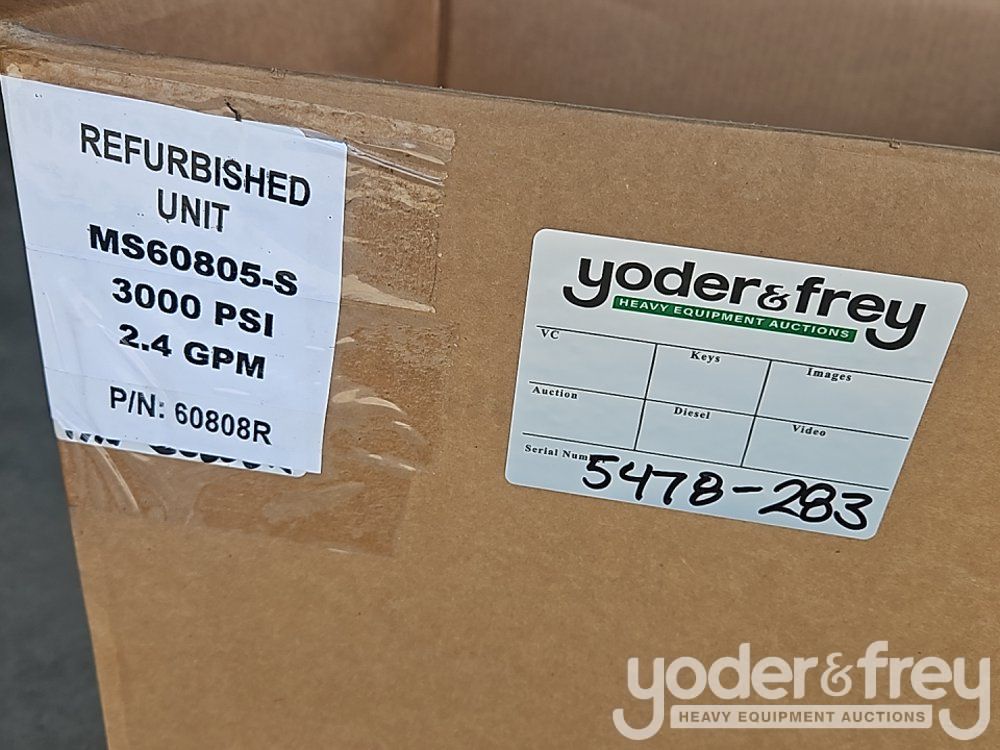 REFURBISHED
UNIT
MS60805-S
3000 PSI
2.4 GPM
P/N: 60808R
yoder&frey
HEAVY EQUIPMENT AUCTIONS
VC
Keys
Images
Auction
Diesel
Video
Serial
5478-283
yoder&frey
HEAVY EQUIPMENT AUCTIONS